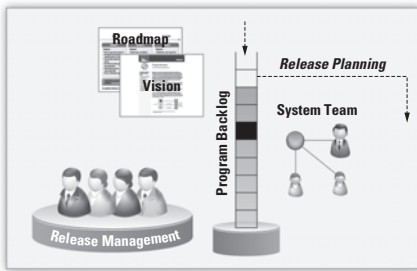 Roadmap
Vision
Release Planning
System Team
Program Backlog
Release Management